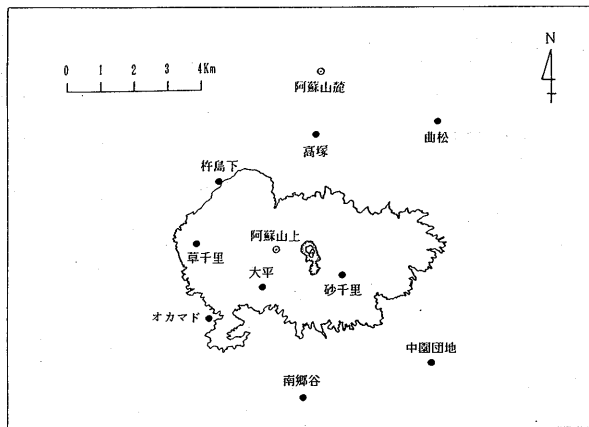 N
0 1 2 3 4Km
阿蘇山麓
曲松
高塚
杵島下
阿蘇山上
草千里
大平
砂千里
オカマド
中園団地
南郷谷